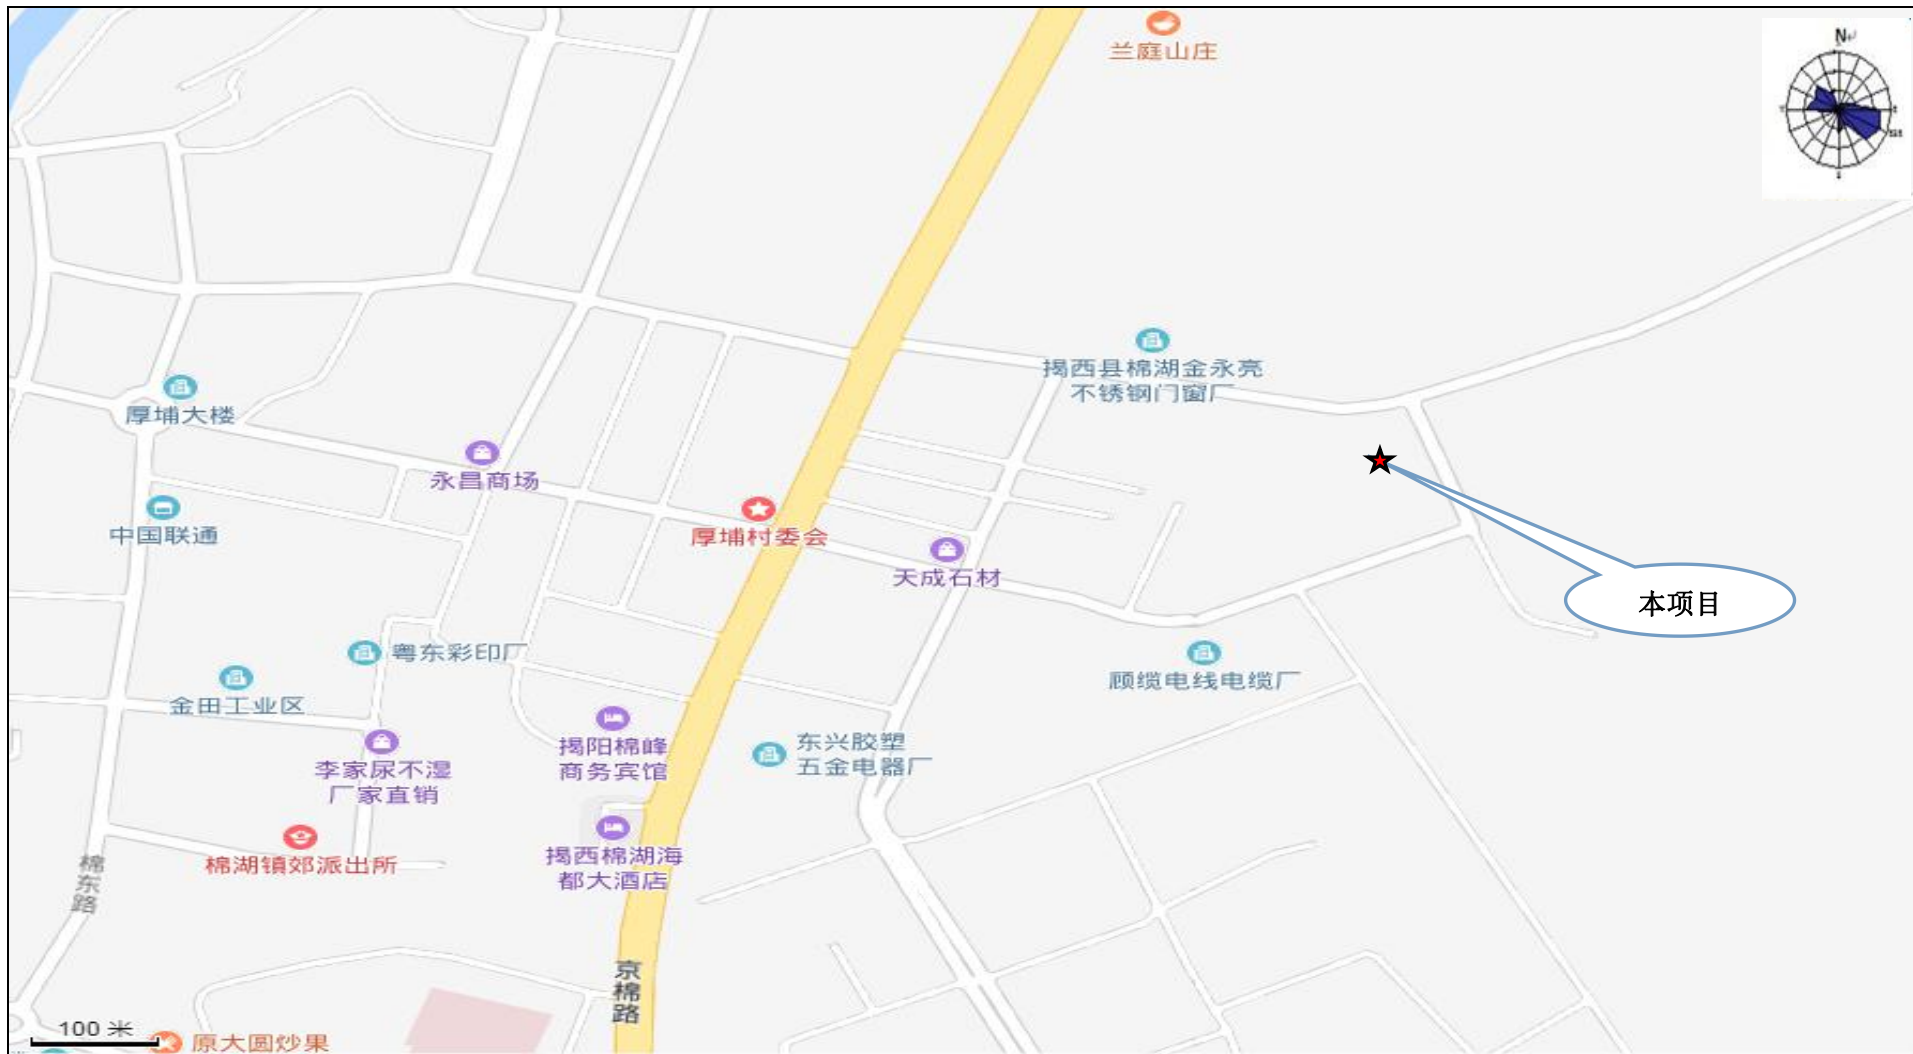 兰庭山庄
N
揭西县棉湖金永亮
不锈钢门窗厂
厚埔大楼
永昌商场
中国联通
厚埔村委会
天成石材
本项目
粤东彩印厂
顾缆电线电缆厂
金田工业区
揭阳棉峰
商务宾馆
东兴胶塑
五金电器厂
李家尿不湿
厂家直销
棉湖镇郊派出所
揭西棉湖海
都大酒店
棉东路
京棉路
100 米
原大圆炒果